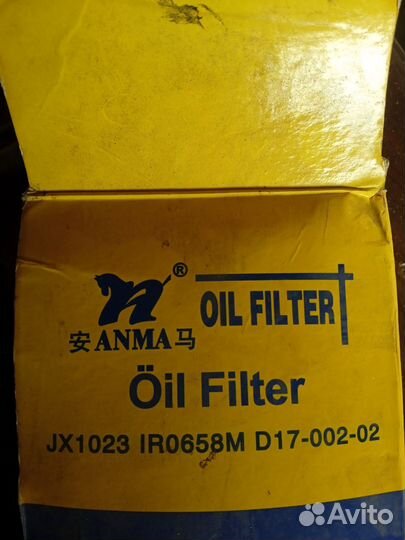 ®
安ANMA马
OIL FILTER
Öil Filter
JX1023 IR0658M D17-002-02
Avito